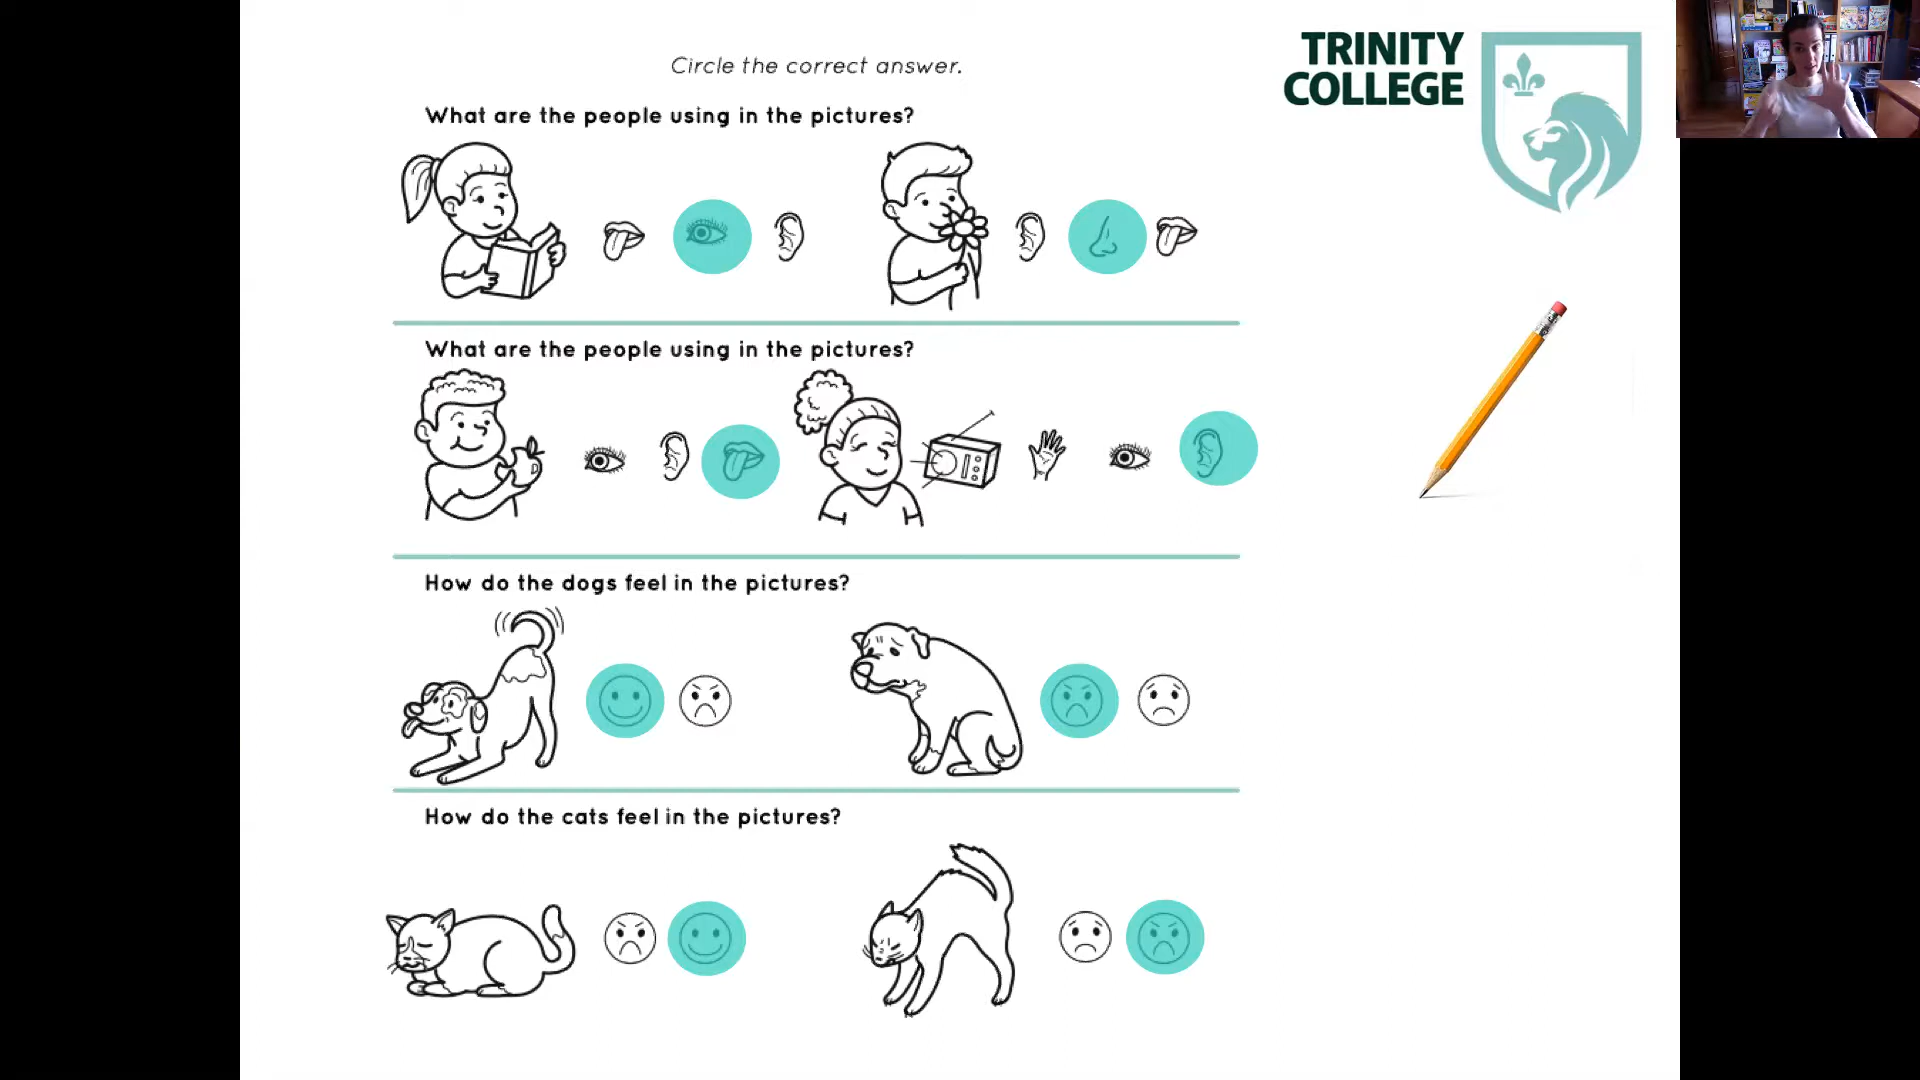 Circle the correct answer.
TRINITY
COLLEGE
What are the people using in the pictures?
What are the people using in the pictures?
How do the dogs feel in the pictures?
How do the cats feel in the pictures?